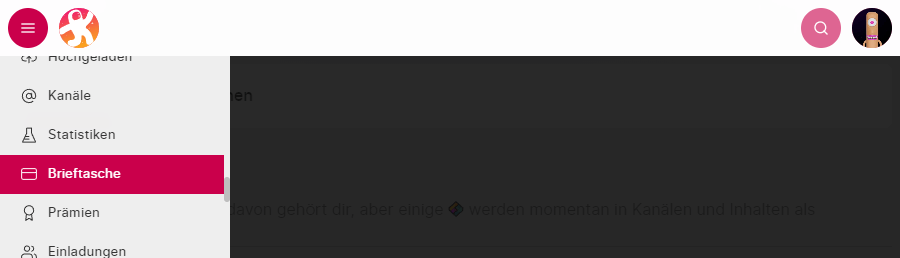 Hochgeladen
Kanäle
nen
Statistiken
Brieftasche
Prämien
davon gehört dir, aber einige werden momentan in Kanälen und Inhalten als
Einladungen